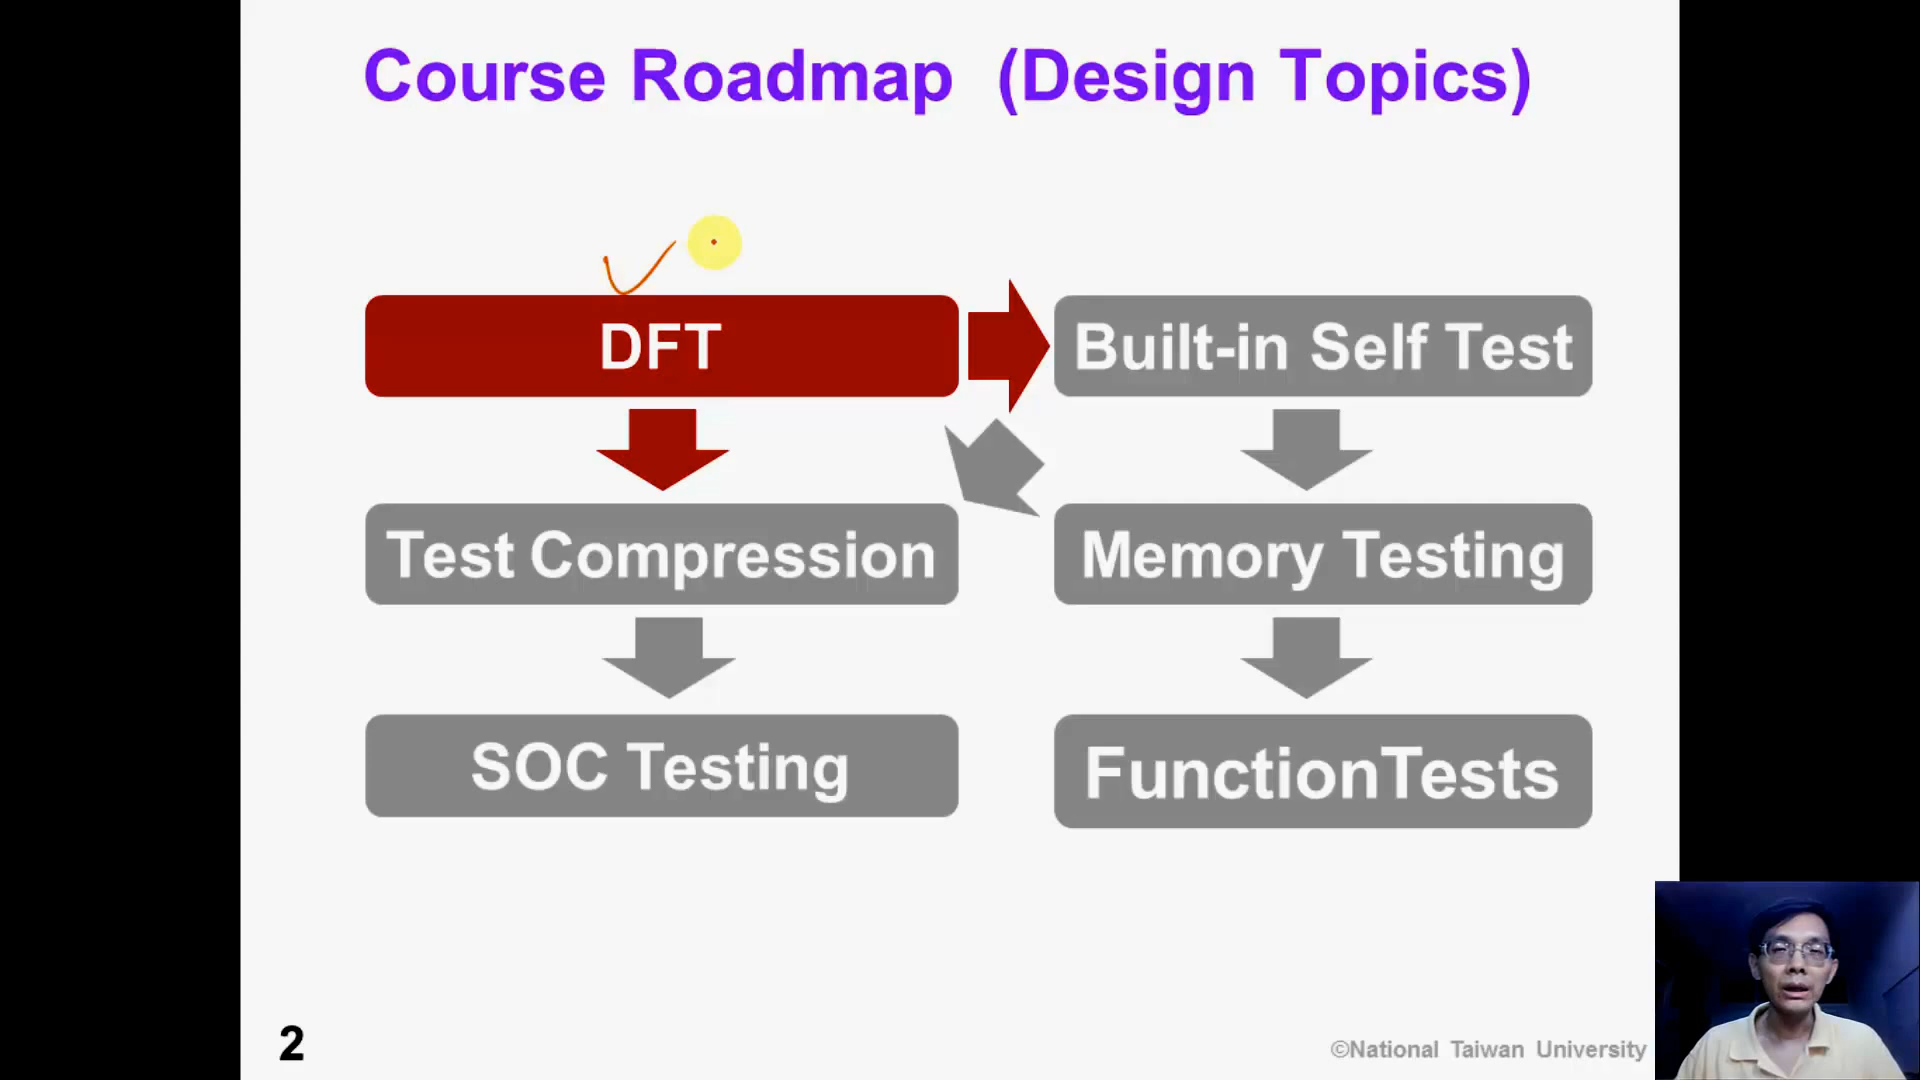 Course Roadmap (Design Topics)
DFT
Built-in Self Test
Test Compression
Memory Testing
SOC Testing
FunctionTests
2
©National Taiwan University